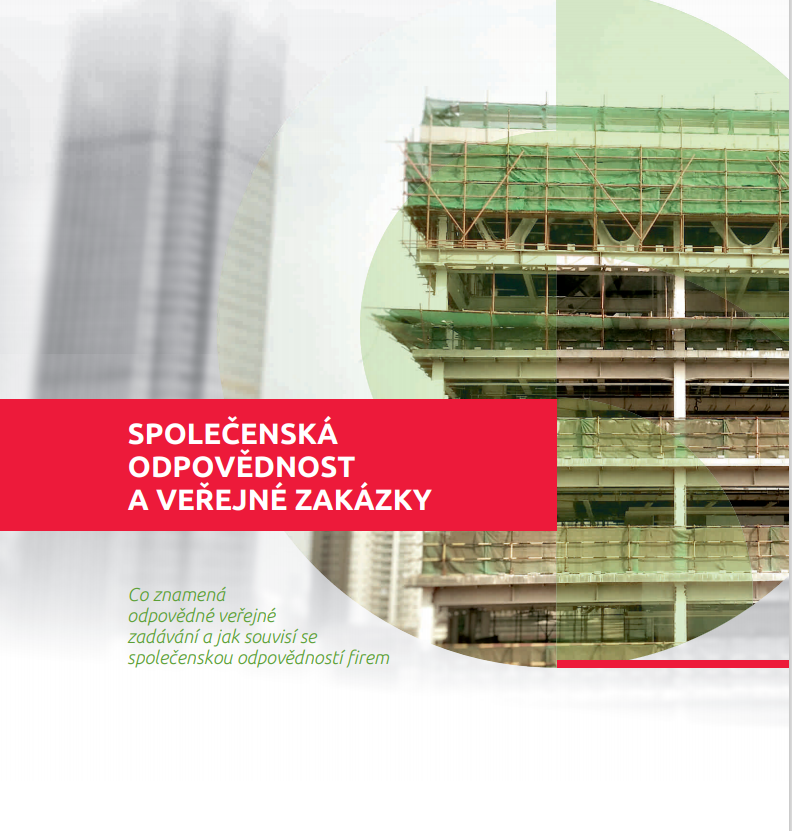 SPOLEČENSKÁ
ODPOVĚDNOST
A VEŘEJNÉ ZAKÁZKY
Co znamená
odpovědné veřejné
zadávání a jak souvisí se
společenskou odpovědností firem